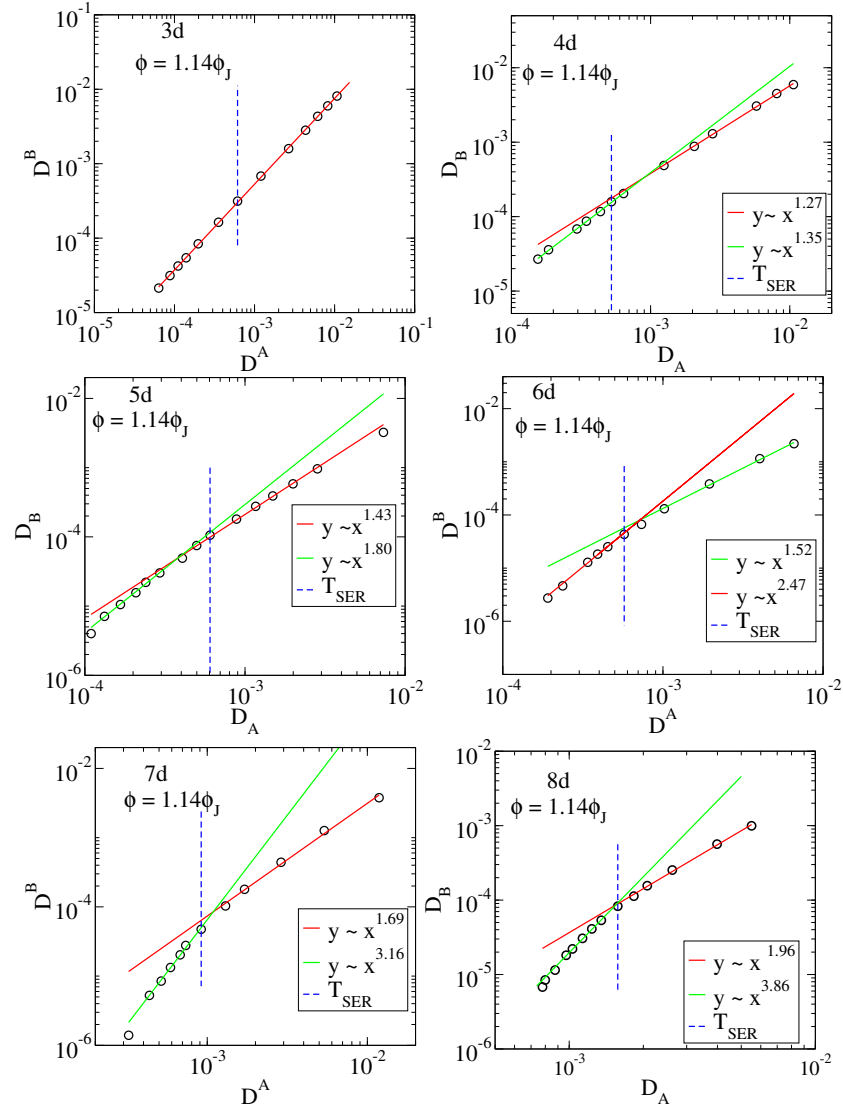 3d
ϕ = 1.14ϕ_J
10^-1
10^-2
10^-3
10^-4
10^-5
D^B
10^-5 10^-4 10^-3 10^-2 10^-1
D^A
4d
ϕ = 1.14ϕ_J
10^-2
10^-3
10^-4
10^-5
D_B
y~ x^1.27
y ~x^1.35
T_SER
10^-4 10^-3 10^-2
D_A
5d
ϕ = 1.14ϕ_J
10^-2
10^-4
10^-6
D_B
y ~x^1.43
y ~x^1.80
T_SER
10^-4 10^-3 10^-2
D_A
6d
ϕ = 1.14ϕ_J
10^-2
10^-4
10^-6
D^B
y ~ x^1.52
y ~x^2.47
T_SER
10^-4 10^-3 10^-2
D^A
7d
ϕ = 1.14ϕ_J
10^-2
10^-4
10^-6
D^B
y ~ x^1.69
y ~ x^3.16
T_SER
10^-3 10^-2
D^A
8d
ϕ = 1.14ϕ_J
10^-2
10^-3
10^-4
10^-5
10^-6
D_B
y ~ x^1.96
y ~ x^3.86
T_SER
10^-3 10^-2
D_A